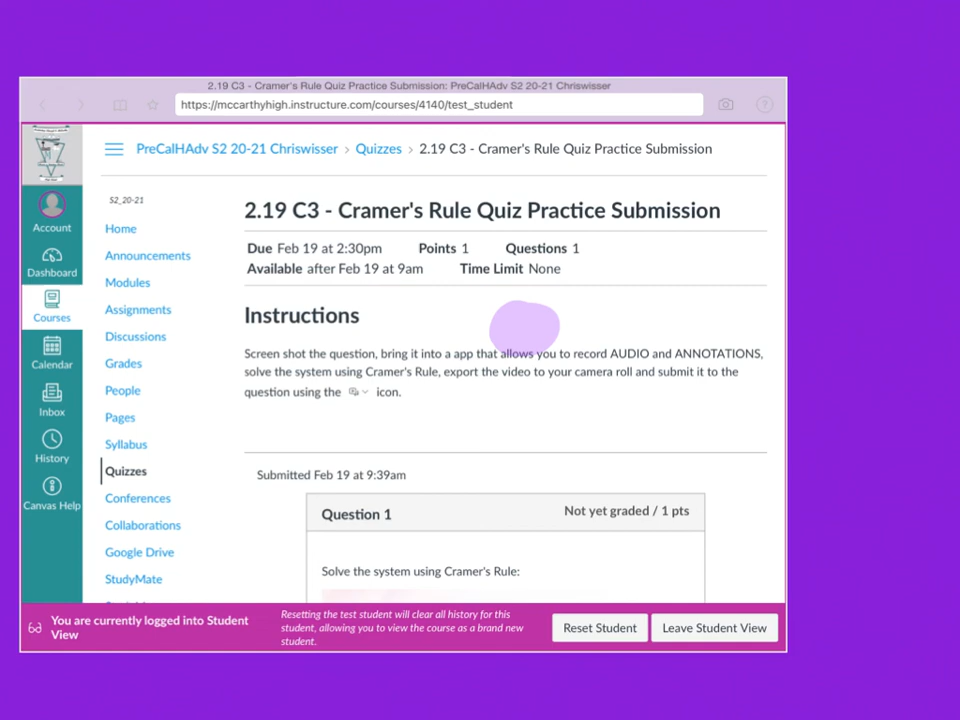 2.19 C3 - Cramer's Rule Quiz Practice Submission: PreCalHAdv S2 20-21 Chriswisser
https://mccarthyhigh.instructure.com/courses/4140/test_student
PreCalHAdv S2 20-21 Chriswisser › Quizzes › 2.19 C3 - Cramer's Rule Quiz Practice Submission
Account
Dashboard
Courses
Calendar
Inbox
History
Canvas Help
S2_20-21
Home
Announcements
Modules
Assignments
Discussions
Grades
People
Pages
Syllabus
Quizzes
Conferences
Collaborations
Google Drive
StudyMate
2.19 C3 - Cramer's Rule Quiz Practice Submission
Due Feb 19 at 2:30pm Points 1 Questions 1
Available after Feb 19 at 9am Time Limit None
Instructions
Screen shot the question, bring it into a app that allows you to record AUDIO and ANNOTATIONS,
solve the system using Cramer's Rule, export the video to your camera roll and submit it to the
question using the icon.
Submitted Feb 19 at 9:39am
Question 1 Not yet graded / 1 pts
Solve the system using Cramer's Rule:
You are currently logged into Student
View
Resetting the test student will clear all history for this
student, allowing you to view the course as a brand new
student.
Reset Student
Leave Student View